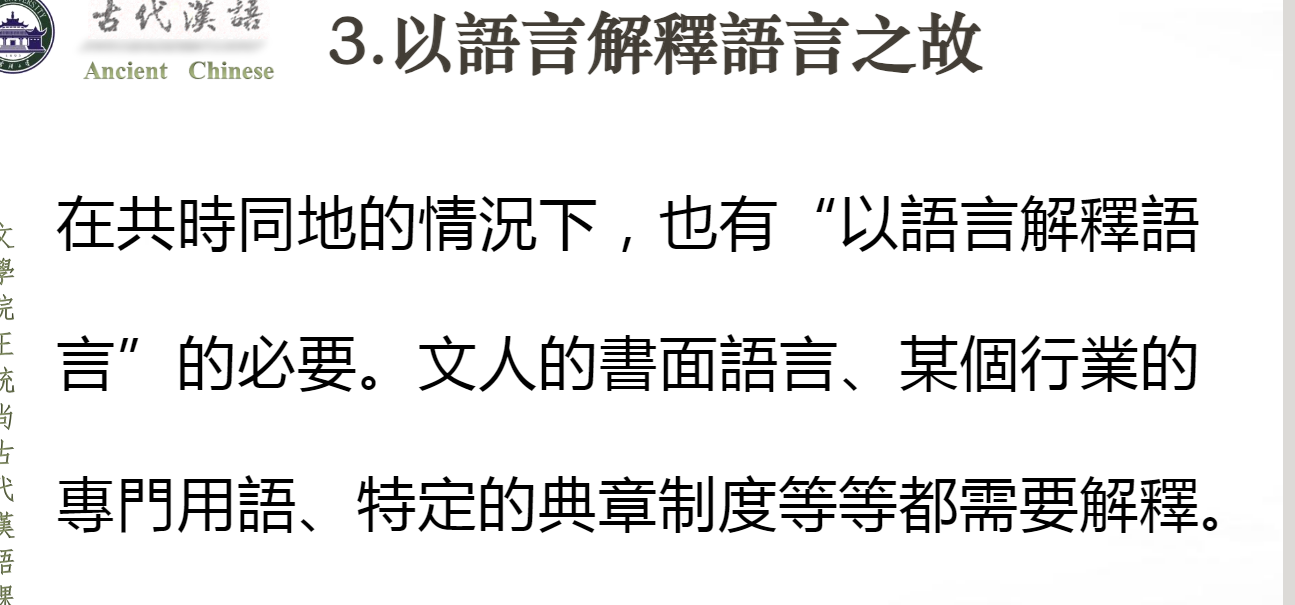 古代漢語
Ancient Chinese
3.以語言解釋語言之故
在共時同地的情況下，也有“以語言解釋語
言”的必要。文人的書面語言、某個行業的
專門用語、特定的典章制度等等都需要解釋。
文學院王統尚古代漢語課